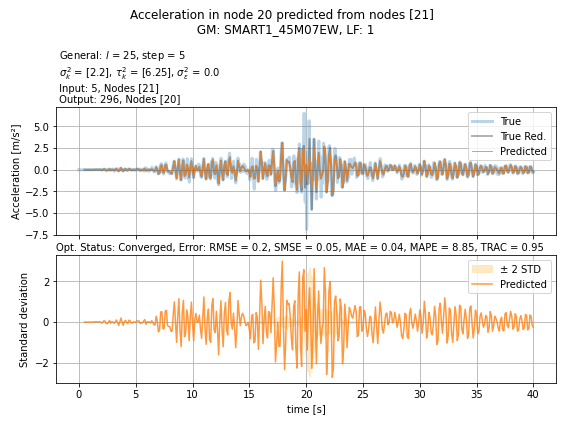 Acceleration in node 20 predicted from nodes [21]
GM: SMART1_45M07EW, LF: 1
General: l = 25, step = 5
σ²ₖ = [2.2], τ²ₖ = [6.25], σ²_ε = 0.0
Input: 5, Nodes [21]
Output: 296, Nodes [20]
Acceleration [m/s²]
5.0
2.5
0.0
−2.5
−5.0
−7.5
True
True Red.
Predicted
Opt. Status: Converged, Error: RMSE = 0.2, SMSE = 0.05, MAE = 0.04, MAPE = 8.85, TRAC = 0.95
Standard deviation
2
0
−2
± 2 STD
Predicted
0 5 10 15 20 25 30 35 40
time [s]